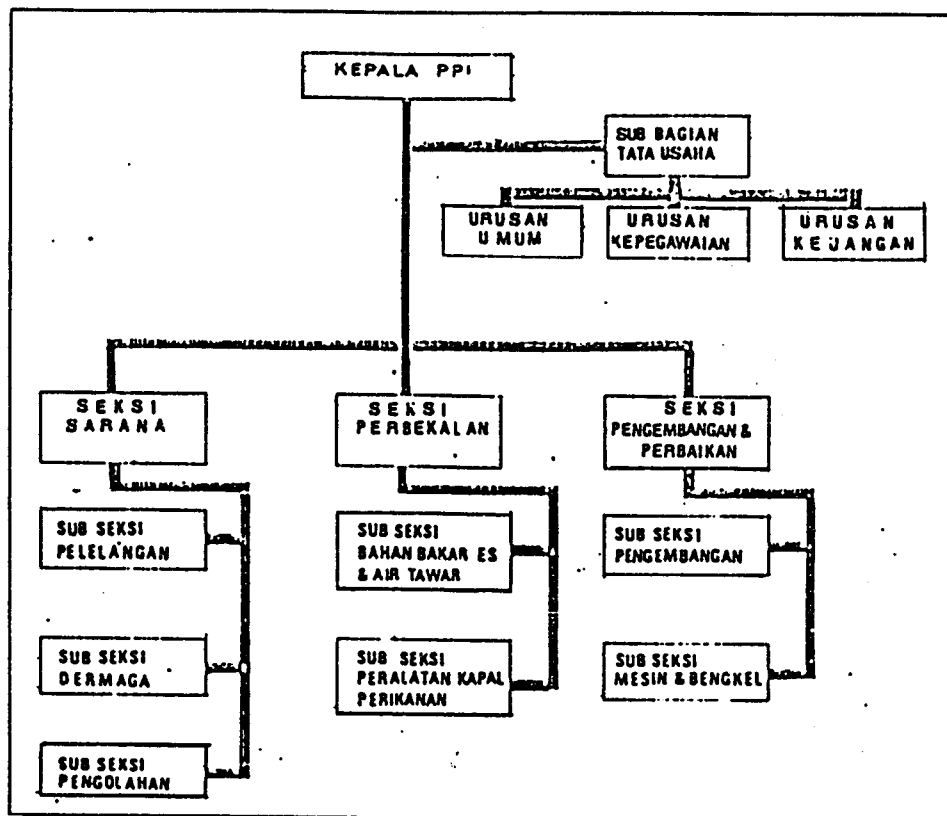 KEPALA PPI
SUB BAGIAN
TATA USAHA
URUSAN
UMUM
URUSAN
KEPEGAWAIAN
URUSAN
KEUANGAN
SEKSI
SARANA
SEKSI
PERBEKALAN
SEKSI
PENGEMBANGAN &
PERBAIKAN
SUB SEKSI
PELELANGAN
SUB SEKSI
BAHAN BAKAR ES
& AIR TAWAR
SUB SEKSI
PENGEMBANGAN
SUB SEKSI
DERMAGA
SUB SEKSI
PERALATAN KAPAL
PERIKANAN
SUB SEKSI
MESIN & BENGKEL
SUB SEKSI
PENGOLAHAN